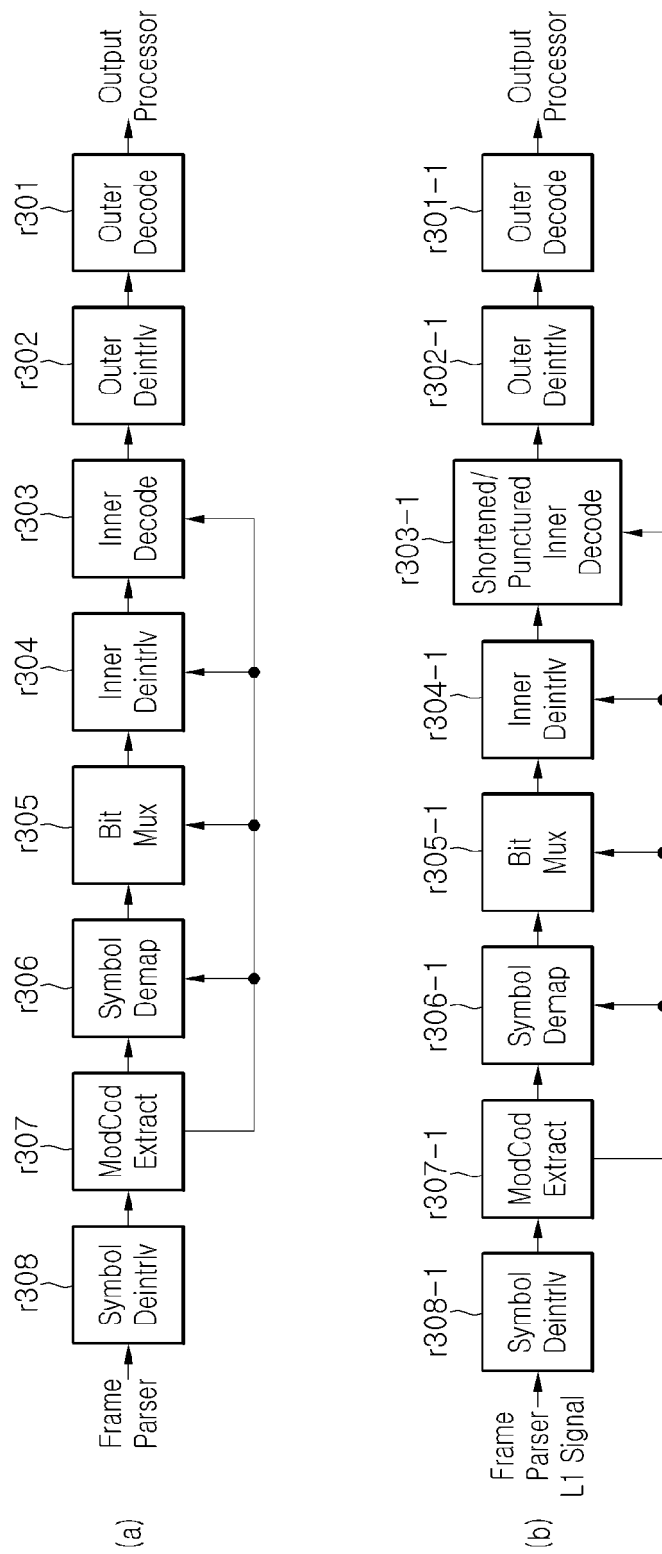 (a)
Frame
Parser
r308
Symbol
Deintrlv
r307
ModCod
Extract
r306
Symbol
Demap
r305
Bit
Mux
r304
Inner
Deintrlv
r303
Inner
Decode
r302
Outer
Deintrlv
r301
Outer
Decode
Output
Processor
(b)
Frame
Parser
L1 Signal
r308-1
Symbol
Deintrlv
r307-1
ModCod
Extract
r306-1
Symbol
Demap
r305-1
Bit
Mux
r304-1
Inner
Deintrlv
r303-1
Shortened/
Punctured
Inner
Decode
r302-1
Outer
Deintrlv
r301-1
Outer
Decode
Output
Processor